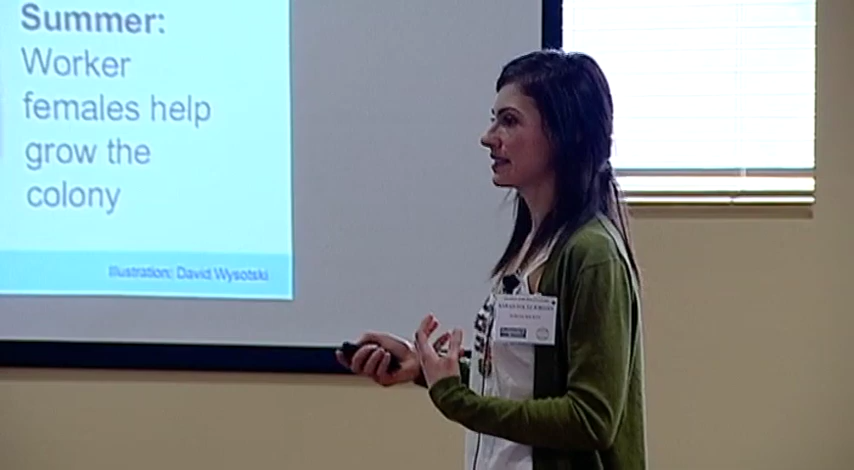 Summer:
Worker
females help
grow the
colony
Illustration: David Wysotski